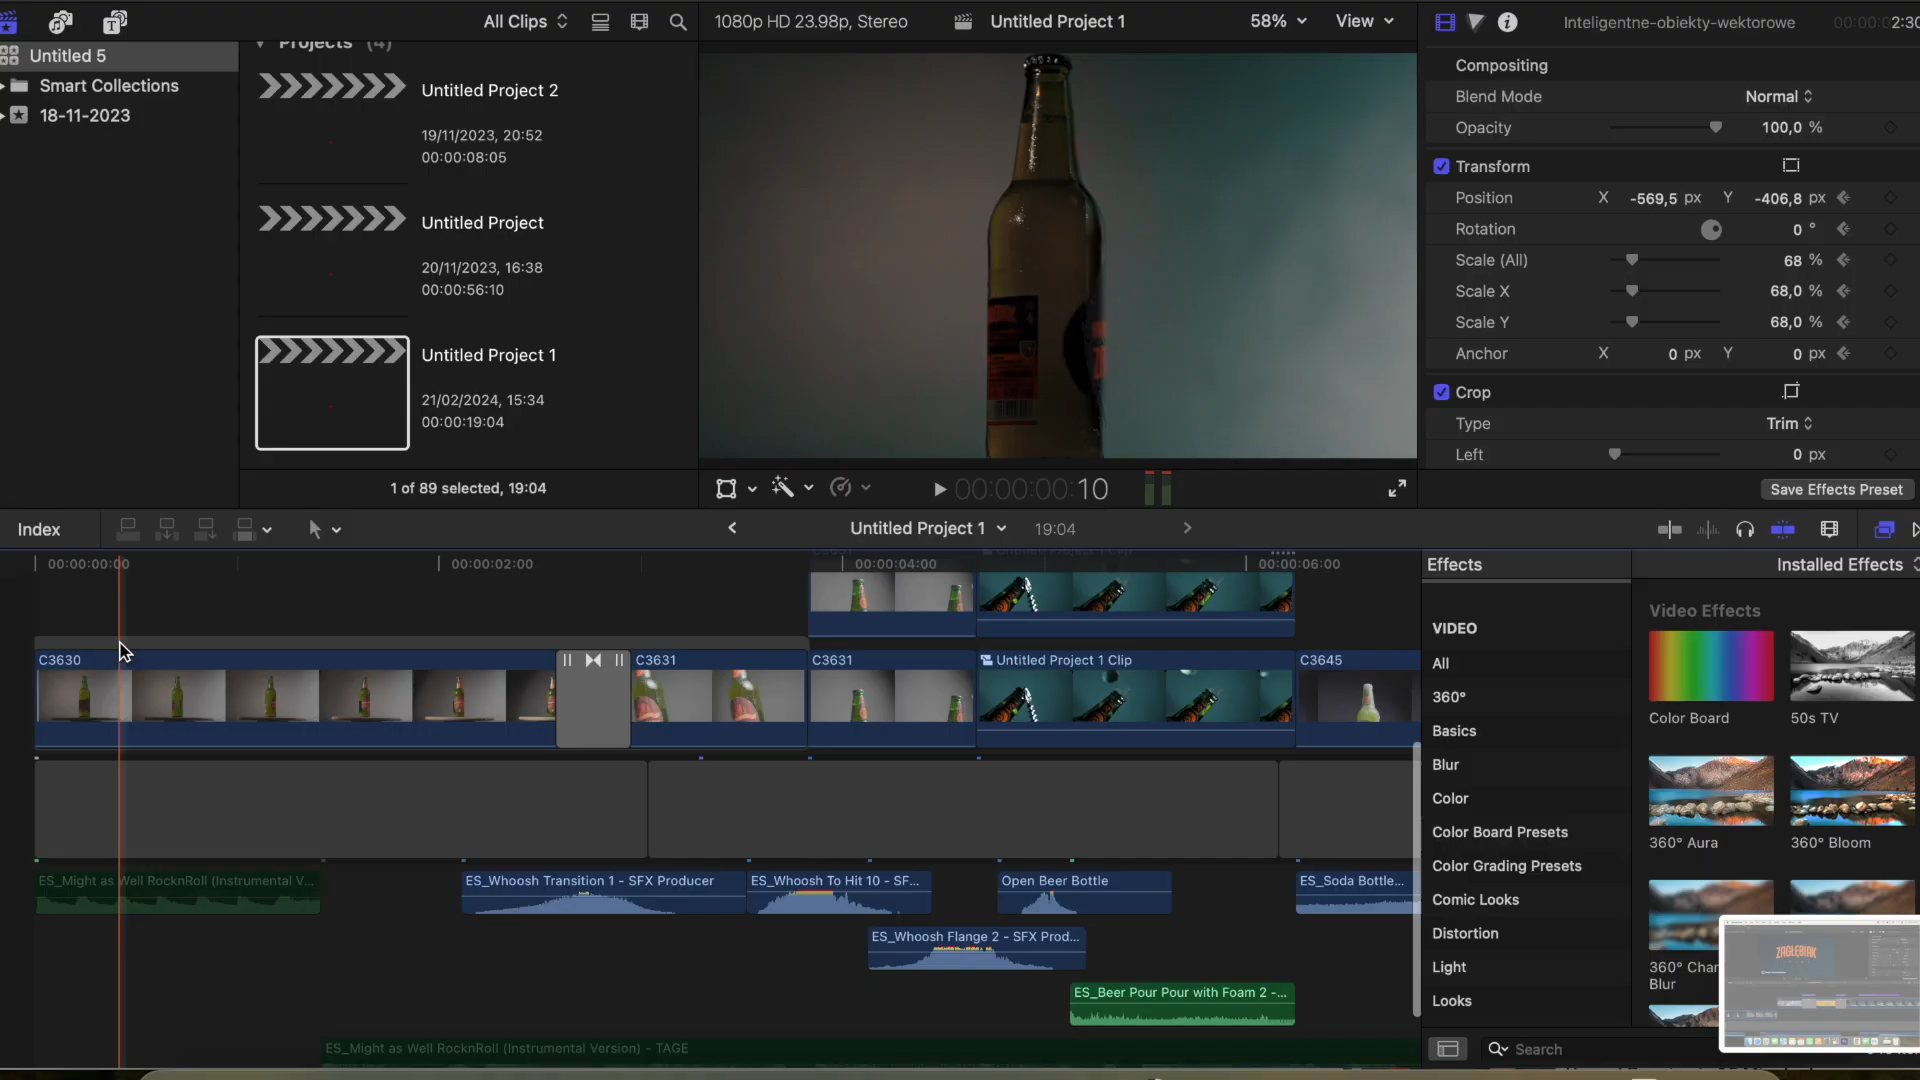 All Clips
1080p HD 23.98p, Stereo
Untitled Project 1
58%
View
Inteligentne-obiekty-wektorowe
00:00:02:30
Untitled 5
Smart Collections
18-11-2023
Projects (4)
Untitled Project 2
19/11/2023, 20:52
00:00:08:05
Untitled Project
20/11/2023, 16:38
00:00:56:10
Untitled Project 1
21/02/2024, 15:34
00:00:19:04
1 of 89 selected, 19:04
00:00:00:10
Compositing
Blend Mode Normal
Opacity 100,0 %
Transform
Position X -569,5 px Y -406,8 px
Rotation 0 °
Scale (All) 68 %
Scale X 68,0 %
Scale Y 68,0 %
Anchor X 0 px Y 0 px
Crop
Type Trim
Left 0 px
Save Effects Preset
Index
Untitled Project 1
19:04
00:00:00:00
00:00:02:00
00:00:04:00
00:00:06:00
C3631
Untitled Project 1 Clip
C3630
C3631
C3631
Untitled Project 1 Clip
C3645
ES_Might as Well RocknRoll (Instrumental V...
ES_Whoosh Transition 1 - SFX Producer
ES_Whoosh To Hit 10 - SF...
Open Beer Bottle
ES_Soda Bottle...
ES_Whoosh Flange 2 - SFX Prod...
ES_Beer Pour Pour with Foam 2 -...
ES_Might as Well RocknRoll (Instrumental Version) - TAGE
Effects
Installed Effects
VIDEO
All
360°
Basics
Blur
Color
Color Board Presets
Color Grading Presets
Comic Looks
Distortion
Light
Looks
Video Effects
Color Board
50s TV
360° Aura
360° Bloom
360°
Blur
ZAGŁĘBIAK
Search